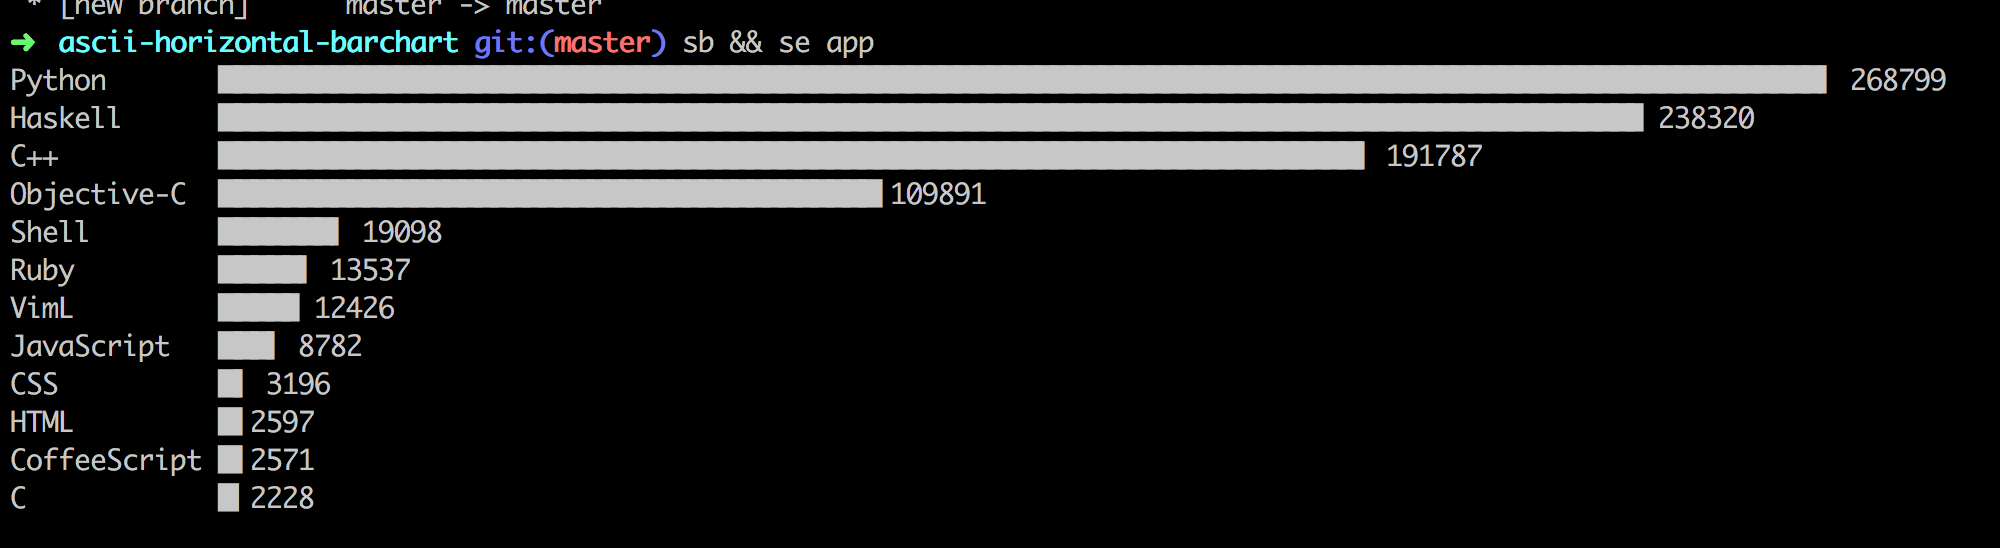 * [new branch]      master -> master
➜  ascii-horizontal-barchart git:(master) sb && se app
Python 268799
Haskell 238320
C++ 191787
Objective-C 109891
Shell 19098
Ruby 13537
VimL 12426
JavaScript 8782
CSS 3196
HTML 2597
CoffeeScript 2571
C 2228